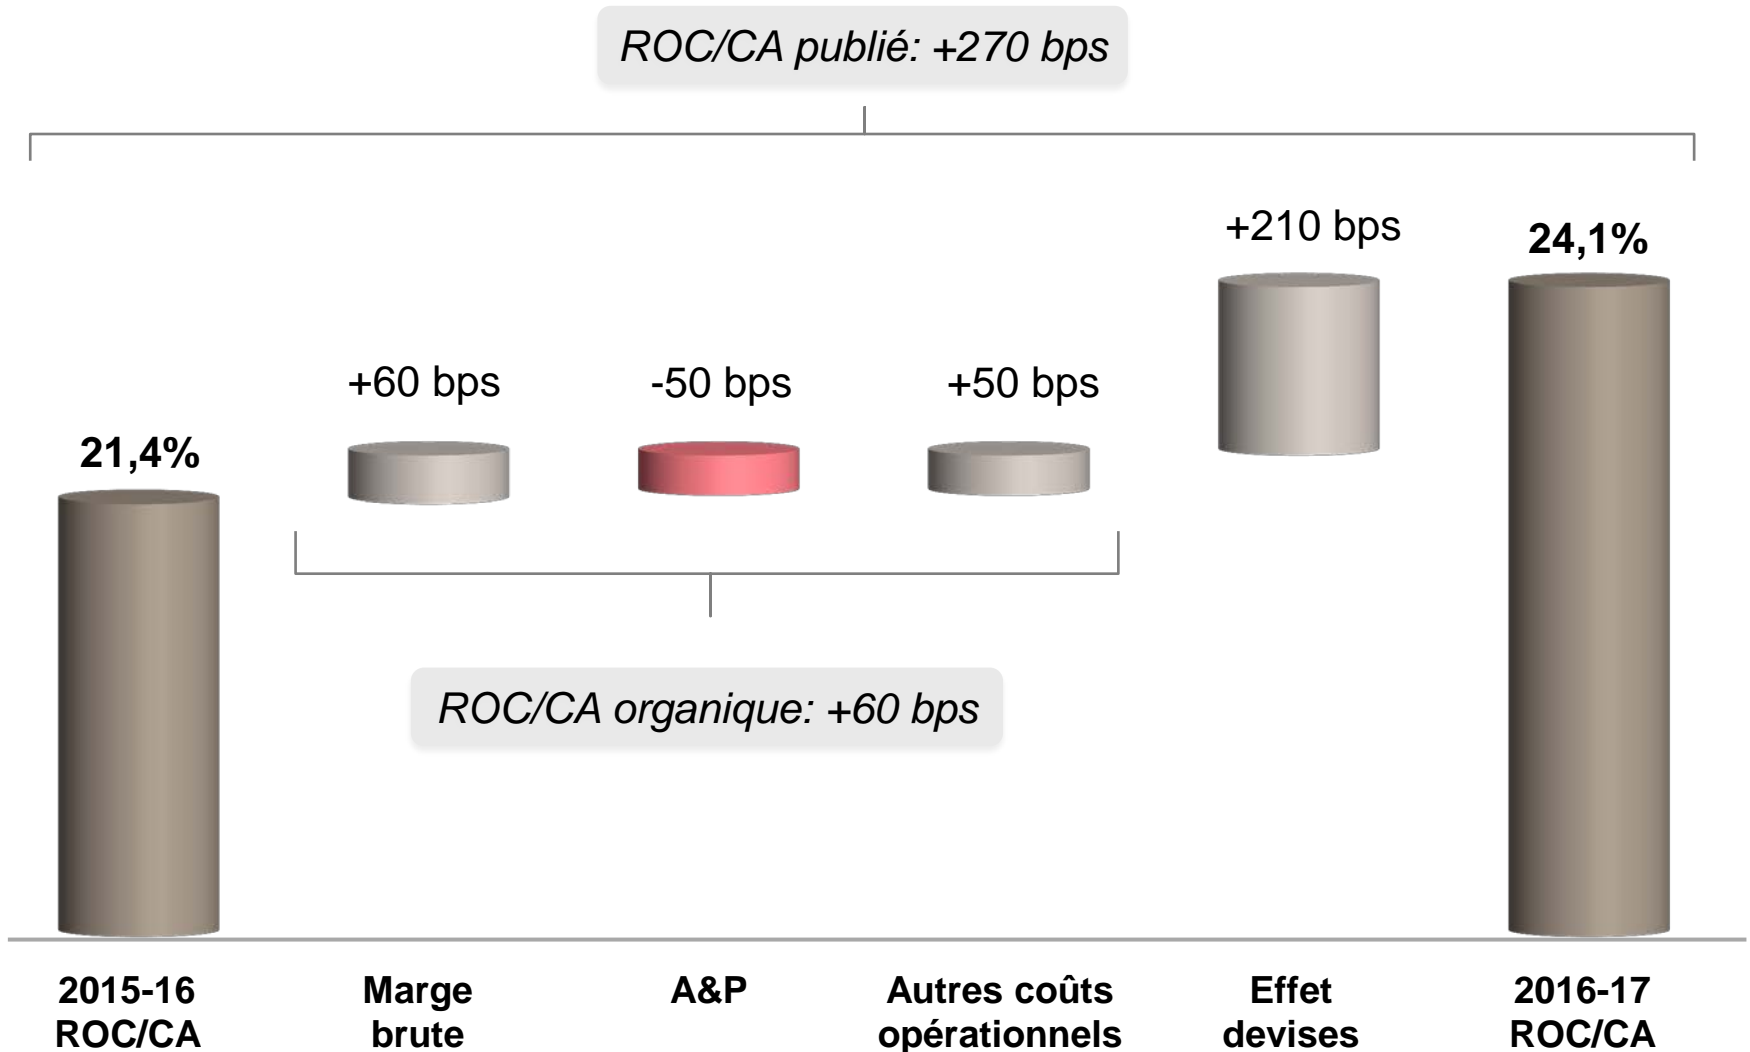 ROC/CA publié: +270 bps
+210 bps
24,1%
+60 bps
-50 bps
+50 bps
21,4%
ROC/CA organique: +60 bps
2015-16
ROC/CA
Marge
brute
A&P
Autres coûts
opérationnels
Effet
devises
2016-17
ROC/CA